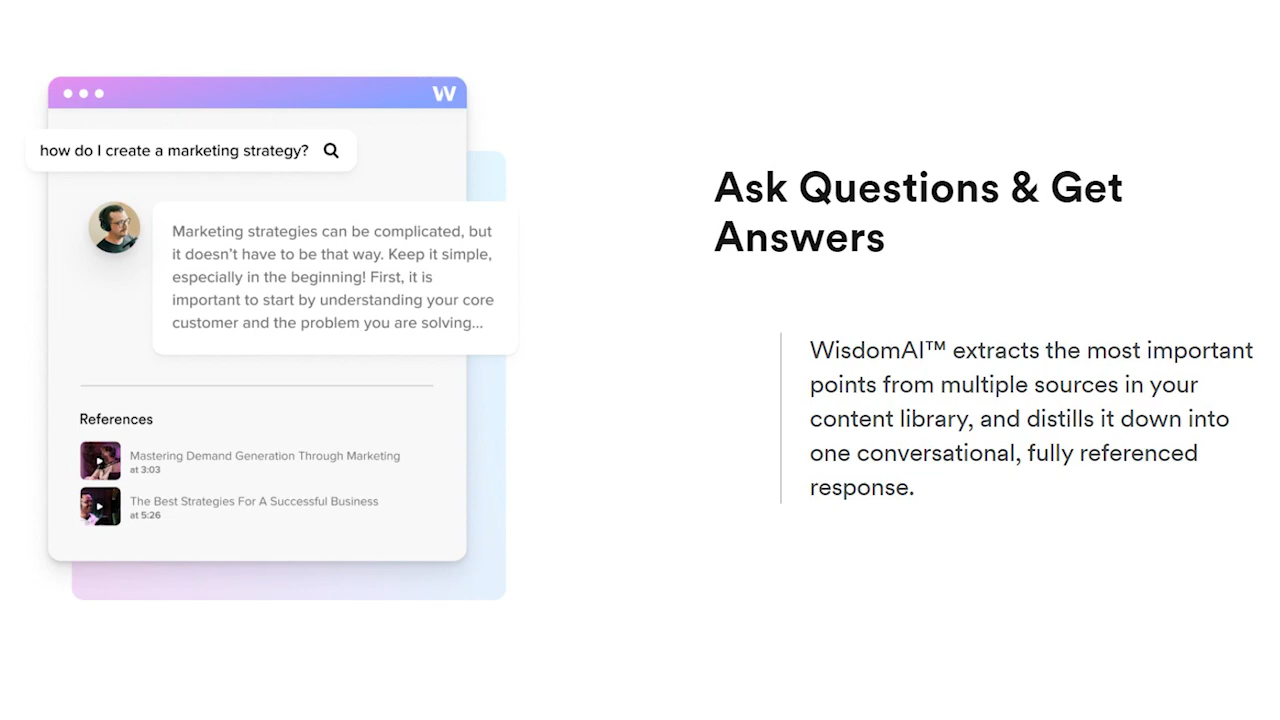 W
how do I create a marketing strategy?
Marketing strategies can be complicated, but
it doesn't have to be that way. Keep it simple,
especially in the beginning! First, it is
important to start by understanding your core
customer and the problem you are solving...
References
Mastering Demand Generation Through Marketing
at 3:03
The Best Strategies For A Successful Business
at 5:26
Ask Questions & Get
Answers
WisdomAI™ extracts the most important
points from multiple sources in your
content library, and distills it down into
one conversational, fully referenced
response.